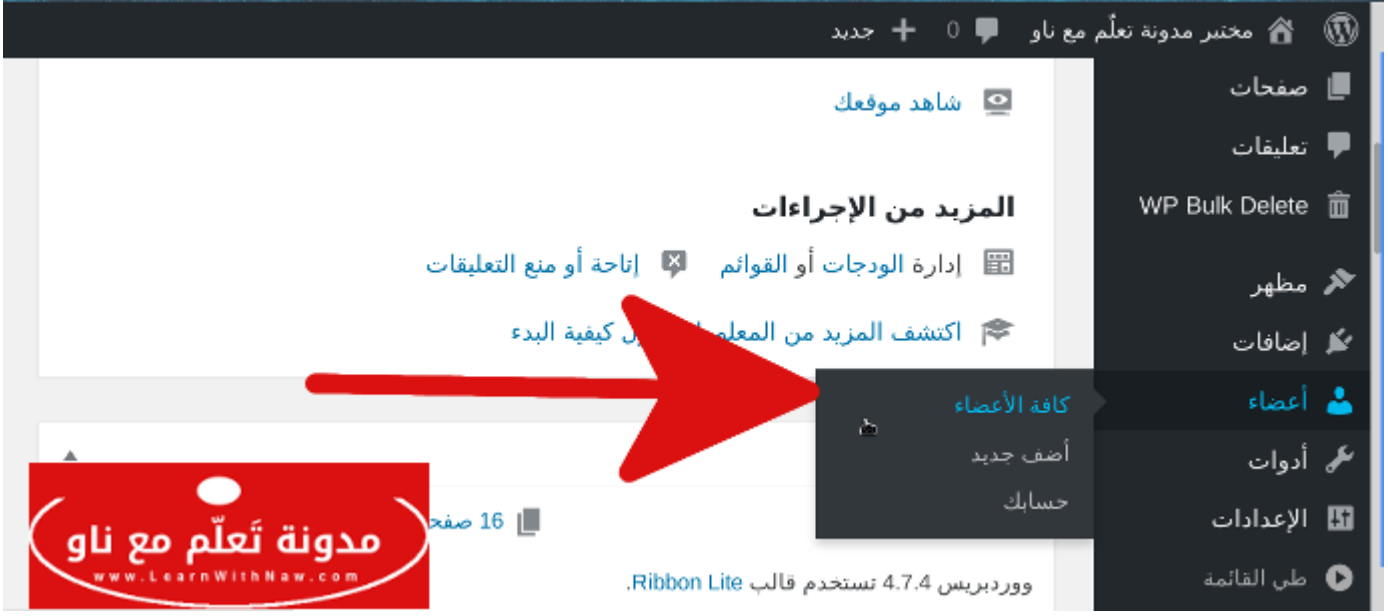 مختبر مدونة تعلّم مع ناو 0 جديد
صفحات
تعليقات
WP Bulk Delete
مظهر
إضافات
أعضاء
أدوات
الإعدادات
طي القائمة
كافة الأعضاء
أضف جديد
حسابك
شاهد موقعك
المزيد من الإجراءات
إدارة الودجات أو القوائم إتاحة أو منع التعليقات
اكتشف المزيد من كيفية البدء
16
ووردبريس 4.7.4 تستخدم قالب Ribbon Lite.
مدونة تَعلّم مع ناو
www.LearnWithNaw.com